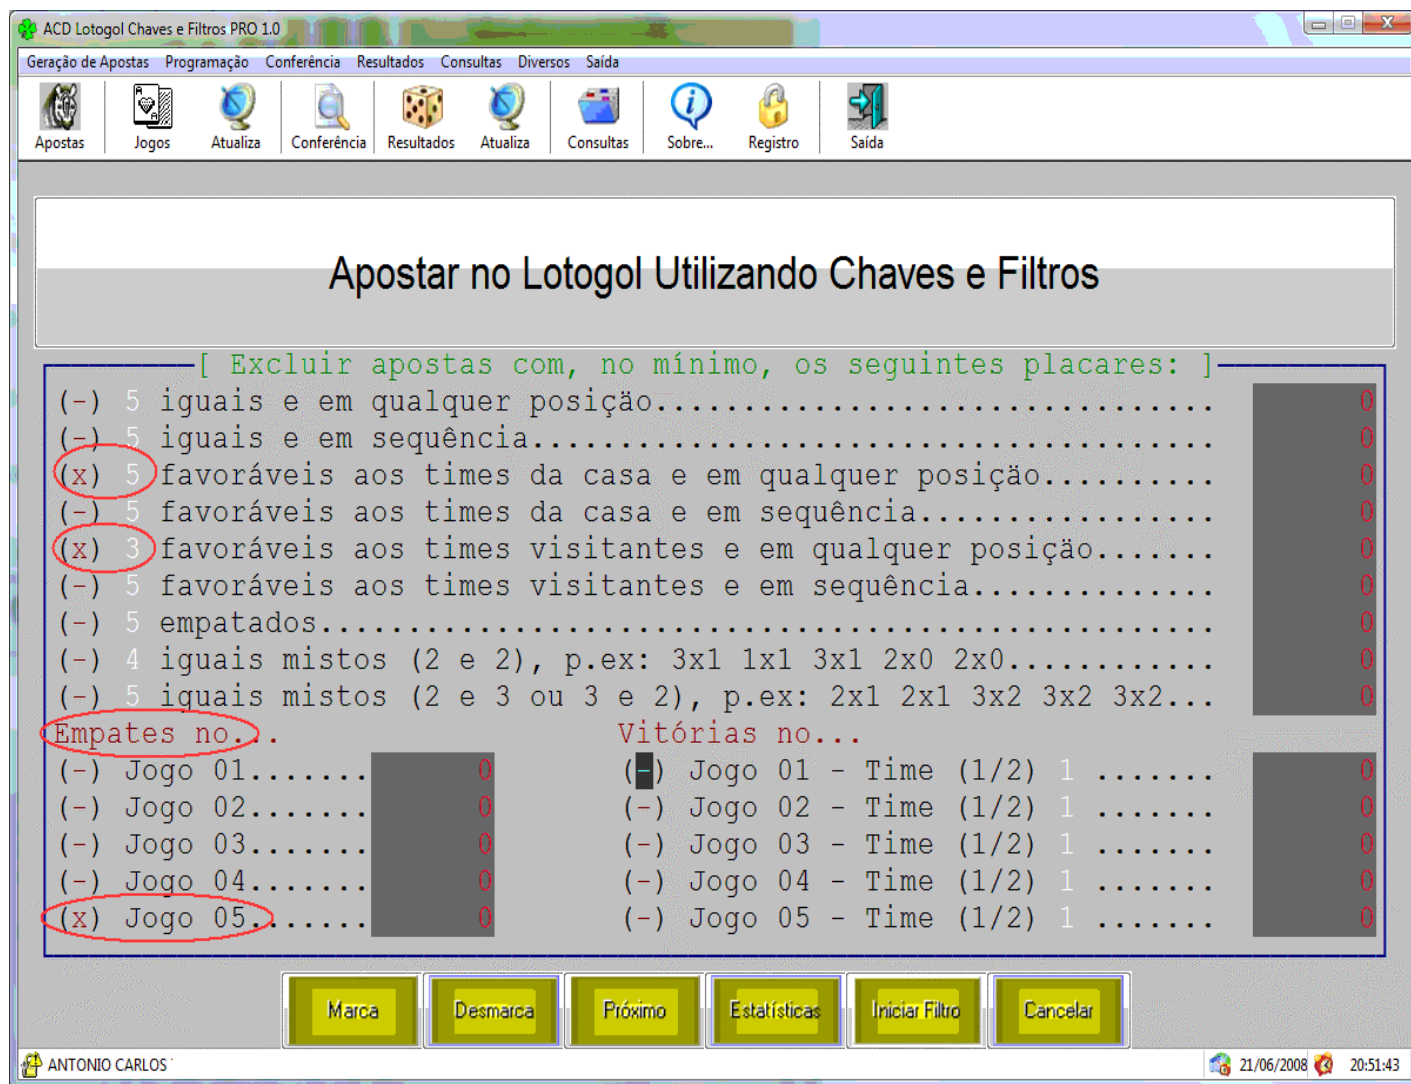 ACD Lotogol Chaves e Filtros PRO 1.0
Geração de Apostas Programação Conferência Resultados Consultas Diversos Saída
Apostas Jogos Atualiza Conferência Resultados Atualiza Consultas Sobre... Registro Saída
Apostar no Lotogol Utilizando Chaves e Filtros
[ Excluir apostas com, no mínimo, os seguintes placares: ]
(-) 5 iguais e em qualquer posiçäo................................ 0
(-) 5 iguais e em sequência....................................... 0
(x) 5 favoráveis aos times da casa e em qualquer posiçäo.......... 0
(-) 5 favoráveis aos times da casa e em sequência................. 0
(x) 3 favoráveis aos times visitantes e em qualquer posiçäo....... 0
(-) 5 favoráveis aos times visitantes e em sequência.............. 0
(-) 5 empatados................................................... 0
(-) 4 iguais mistos (2 e 2), p.ex: 3x1 1x1 3x1 2x0 2x0............ 0
(-) 5 iguais mistos (2 e 3 ou 3 e 2), p.ex: 2x1 2x1 3x2 3x2 3x2... 0
Empates no... Vitórias no...
(-) Jogo 01....... 0 (-) Jogo 01 - Time (1/2) 1 ....... 0
(-) Jogo 02....... 0 (-) Jogo 02 - Time (1/2) 1 ....... 0
(-) Jogo 03....... 0 (-) Jogo 03 - Time (1/2) 1 ....... 0
(-) Jogo 04....... 0 (-) Jogo 04 - Time (1/2) 1 ....... 0
(x) Jogo 05....... 0 (-) Jogo 05 - Time (1/2) 1 ....... 0
Marca Desmarca Próximo Estatísticas Iniciar Filtro Cancelar
ANTONIO CARLOS 21/06/2008 20:51:43